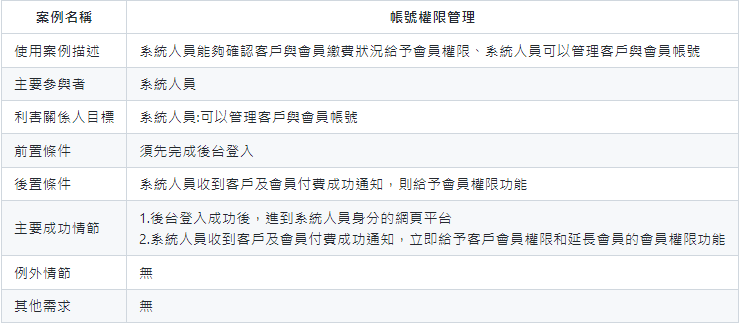 案例名稱 帳號權限管理
使用案例描述 系統人員能夠確認客戶與會員繳費狀況給予會員權限、系統人員可以管理客戶與會員帳號
主要參與者 系統人員
利害關係人目標 系統人員:可以管理客戶與會員帳號
前置條件 須先完成後台登入
後置條件 系統人員收到客戶及會員付費成功通知，則給予會員權限功能
主要成功情節 1.後台登入成功後，進到系統人員身分的網頁平台
2.系統人員收到客戶及會員付費成功通知，立即給予客戶會員權限和延長會員的會員權限功能
例外情節 無
其他需求 無